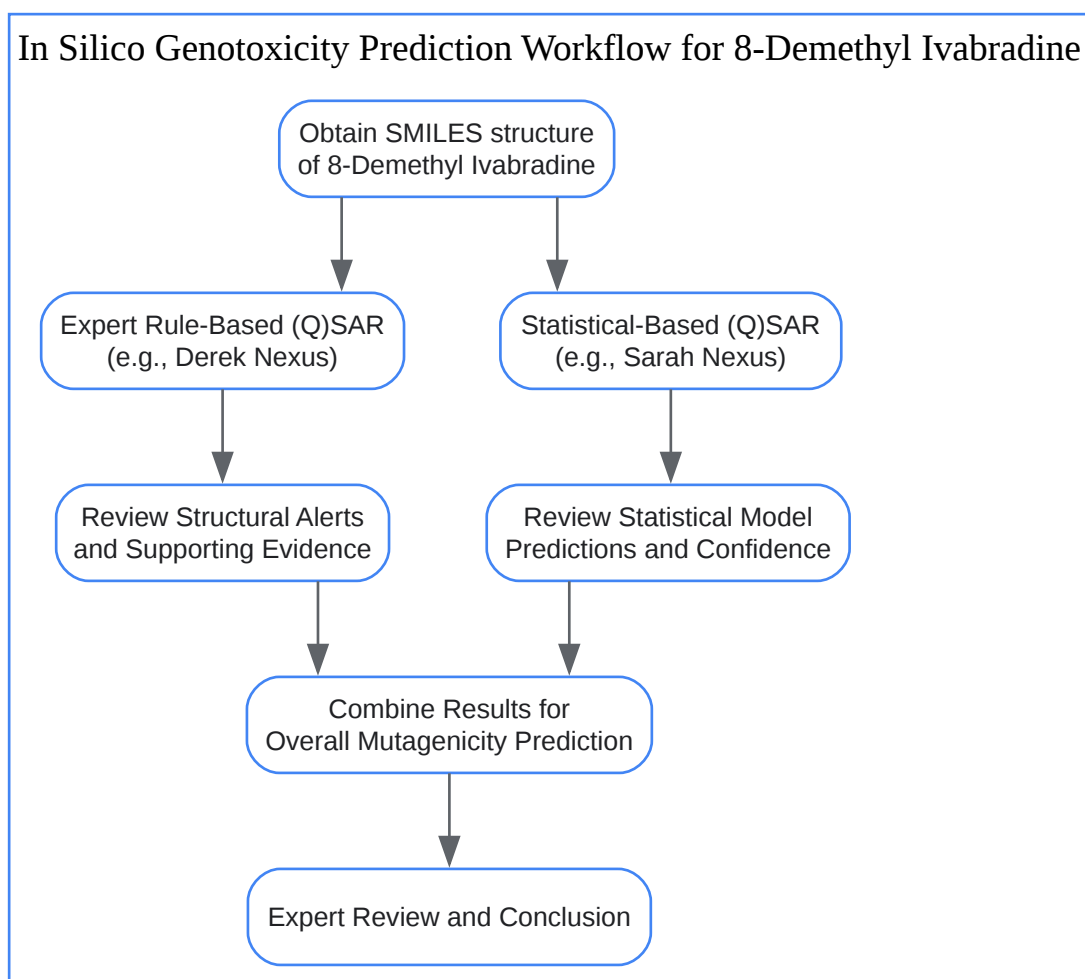 In Silico Genotoxicity Prediction Workflow for 8-Demethyl Ivabradine
Obtain SMILES structure
of 8-Demethyl Ivabradine
Expert Rule-Based (Q)SAR
(e.g., Derek Nexus)
Statistical-Based (Q)SAR
(e.g., Sarah Nexus)
Review Structural Alerts
and Supporting Evidence
Review Statistical Model
Predictions and Confidence
Combine Results for
Overall Mutagenicity Prediction
Expert Review and Conclusion